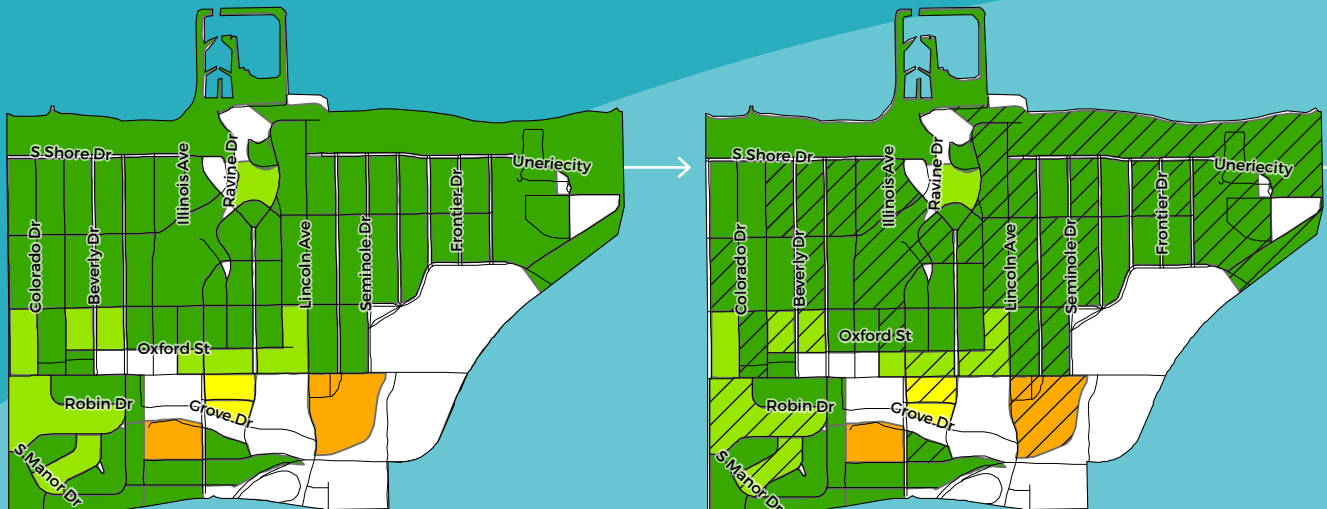 S Shore Dr
Illinois Ave
Ravine Dr
Uneriecity
Colorado Dr
Beverly Dr
Lincoln Ave
Seminole Dr
Frontier Dr
Oxford St
Robin Dr
Grove Dr
S Manor Dr
S Shore Dr
Illinois Ave
Ravine Dr
Uneriecity
Colorado Dr
Beverly Dr
Lincoln Ave
Seminole Dr
Frontier Dr
Oxford St
Robin Dr
Grove Dr
S Manor Dr